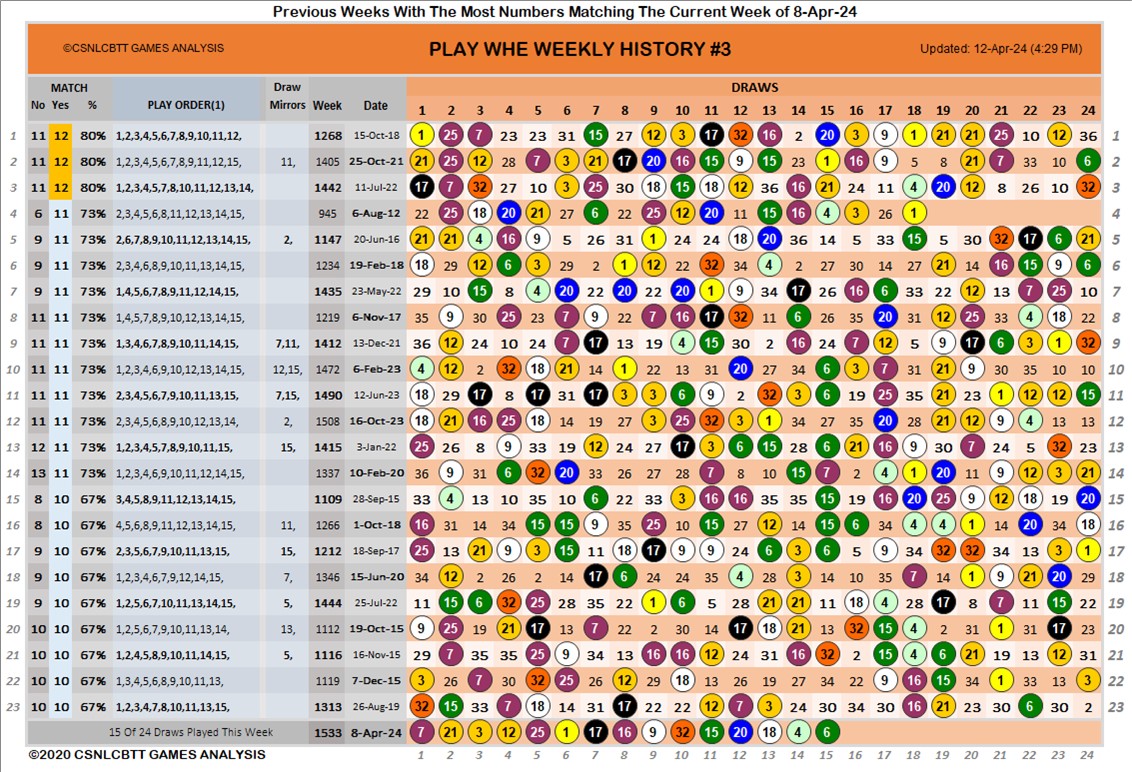 Previous Weeks With The Most Numbers Matching The Current Week of 8-Apr-24
©CSNLCBTT GAMES ANALYSIS PLAY WHE WEEKLY HISTORY #3 Updated: 12-Apr-24 (4:29 PM)
MATCH Draw DRAWS
No Yes % PLAY ORDER(1) Mirrors Week Date 1 2 3 4 5 6 7 8 9 10 11 12 13 14 15 16 17 18 19 20 21 22 23 24
1 11 12 80% 1,2,3,4,5,6,7,8,9,10,11,12, 1268 15-Oct-18 1 25 7 23 23 31 15 27 12 3 17 32 16 2 20 3 9 1 21 21 25 10 12 36 1
2 11 12 80% 1,2,3,4,5,6,7,8,9,11,12,15, 11, 1405 25-Oct-21 21 25 12 28 7 3 21 17 20 16 15 9 15 23 1 16 9 5 8 21 7 33 10 6 2
3 11 12 80% 1,2,3,4,5,7,8,10,11,12,13,14, 1442 11-Jul-22 17 7 32 27 10 3 25 30 18 15 18 12 36 16 21 24 11 4 20 12 8 26 10 32 3
4 6 11 73% 2,3,4,5,6,8,11,12,13,14,15, 945 6-Aug-12 22 25 18 20 21 27 6 22 25 12 20 11 15 16 4 3 26 1 4
5 9 11 73% 2,6,7,8,9,10,11,12,13,14,15, 2, 1147 20-Jun-16 21 21 4 16 9 5 26 31 1 24 24 18 20 36 14 5 33 15 5 30 32 17 6 21 5
6 9 11 73% 2,3,4,6,8,9,10,11,13,14,15, 1234 19-Feb-18 18 29 12 6 3 29 2 1 12 22 32 34 4 2 27 30 14 27 21 14 16 15 9 6 6
7 9 11 73% 1,4,5,6,7,8,9,11,12,14,15, 1435 23-May-22 29 10 15 8 4 20 22 20 22 20 1 9 34 17 26 16 6 33 22 12 13 7 25 10 7
8 11 11 73% 1,4,5,7,8,9,10,12,13,14,15, 1219 6-Nov-17 35 9 30 25 23 7 9 22 7 16 17 12 11 6 26 25 20 31 12 25 33 4 18 22 8
9 11 11 73% 1,3,4,6,7,8,9,10,11,14,15, 7,11, 1412 13-Dec-21 36 12 24 10 24 7 17 13 19 4 15 30 2 16 24 7 12 5 9 17 6 3 1 32 9
10 11 11 73% 1,2,3,4,6,9,10,12,13,14,15, 12,15, 1472 6-Feb-23 4 12 2 32 18 21 14 1 22 13 31 20 27 34 6 3 7 31 21 9 30 35 10 10 10
11 11 11 73% 2,3,4,5,6,7,9,10,11,13,15, 7,15, 1490 12-Jun-23 18 29 17 8 17 31 17 3 3 6 9 2 32 3 6 19 25 35 21 23 1 12 12 15 11
12 11 11 73% 2,3,4,5,6,8,9,10,12,13,14, 2, 1508 16-Oct-23 18 21 16 25 18 14 19 27 3 25 32 3 1 14 27 35 20 28 21 12 9 4 13 13 12
13 12 11 73% 1,2,3,4,5,7,8,9,10,11,15, 15, 1415 3-Jan-22 25 26 8 9 33 19 12 24 27 17 3 6 15 28 6 21 16 9 30 7 24 5 32 23 13
14 13 11 73% 1,2,3,4,6,9,10,11,12,14,15, 1337 10-Feb-20 36 9 31 6 32 20 33 26 27 28 7 8 10 15 7 2 4 1 20 11 9 12 3 21 14
15 8 10 67% 3,4,5,8,9,11,12,13,14,15, 1109 28-Sep-15 33 4 13 10 35 10 6 22 33 3 16 16 35 35 15 19 16 20 25 9 12 18 19 20 15
16 8 10 67% 4,5,6,8,9,11,12,13,14,15, 11, 1266 1-Oct-18 16 31 14 34 15 15 9 35 25 10 15 27 12 14 15 6 34 4 4 1 22 20 34 18 16
17 9 10 67% 2,3,5,6,7,9,10,11,13,15, 15, 1212 18-Sep-17 25 13 21 9 3 15 11 18 17 9 9 24 6 3 6 5 9 34 32 32 34 13 3 1 17
18 9 10 67% 1,2,3,4,6,7,9,12,14,15, 7, 1346 15-Jun-20 34 12 2 26 2 14 17 6 24 24 35 4 28 3 14 10 35 7 14 1 9 21 20 29 18
19 9 10 67% 1,2,5,6,7,10,11,13,14,15, 5, 1444 25-Jul-22 11 15 6 32 25 28 35 22 1 6 5 28 21 21 11 18 4 28 17 8 7 11 15 22 19
20 10 10 67% 1,2,5,6,7,9,10,11,13,14, 13, 1112 19-Oct-15 9 25 19 21 17 13 7 22 2 30 14 17 18 21 13 32 15 4 2 31 1 31 17 23 20
21 10 10 67% 1,2,4,5,8,9,10,11,14,15, 5, 1116 16-Nov-15 29 7 35 35 25 9 34 13 16 16 12 24 31 16 32 2 15 4 6 21 19 13 12 31 21
22 10 10 67% 1,3,4,5,6,8,9,10,11,13, 1119 7-Dec-15 3 26 7 30 32 25 26 12 29 18 13 26 19 34 27 22 9 16 15 34 1 33 13 3 22
23 10 10 67% 1,2,3,4,7,8,10,11,13,15, 1313 26-Aug-19 32 15 33 7 18 14 31 17 22 22 12 7 3 24 30 34 30 16 21 23 30 6 30 2 23
15 Of 24 Draws Played This Week 1533 8-Apr-24 7 21 3 12 25 1 17 16 9 32 15 20 18 4 6
©2020 CSNLCBTT GAMES ANALYSIS 1 2 3 4 5 6 7 8 9 10 11 12 13 14 15 16 17 18 19 20 21 22 23 24